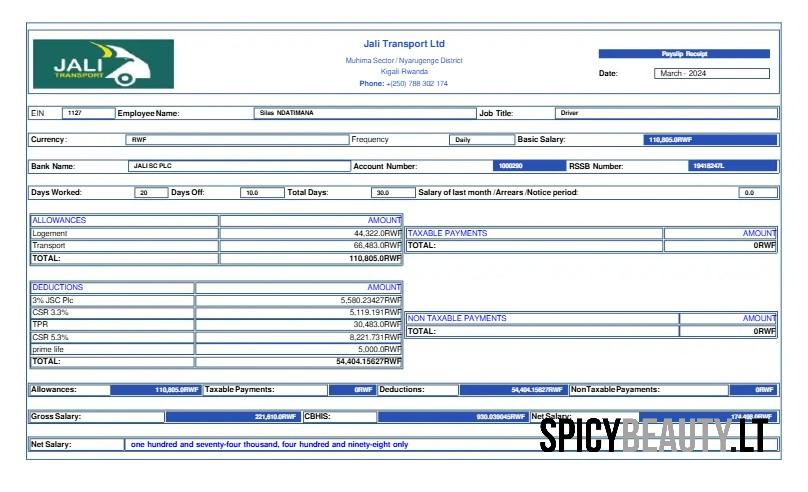 JALI
TRANSPORT
Jali Transport Ltd
Muhima Sector / Nyarugenge District
Kigali Rwanda
Phone: +(250) 788 302 174
Payslip Receipt
Date: March - 2024
EIN 1127 Employee Name: Silas NDATIMANA Job Title: Driver
Currency: RWF Frequency Daily Basic Salary: 110,805.0RWF
Bank Name: JALI SC PLC Account Number: 1000290 RSSB Number: 19418247L
Days Worked: 20 Days Off: 10.0 Total Days: 30.0 Salary of last month /Arrears /Notice period: 0.0
ALLOWANCES AMOUNT
Logement 44,322.0RWF
Transport 66,483.0RWF
TOTAL: 110,805.0RWF
TAXABLE PAYMENTS AMOUNT
TOTAL: 0RWF
DEDUCTIONS AMOUNT
3% JSC Plc 5,580.23427RWF
CSR 3.3% 5,119.191RWF
TPR 30,483.0RWF
CSR 5.3% 8,221.731RWF
prime life 5,000.0RWF
TOTAL: 54,404.15627RWF
NON TAXABLE PAYMENTS AMOUNT
TOTAL: 0RWF
Allowances: 110,805.0RWF Taxable Payments: 0RWF Deductions: 54,404.15627RWF NonTaxable Payaments: 0RWF
Gross Salary: 221,610.0RWF CBHIS: 930.039045RWF Net Salary: 174,498.0RWF
Net Salary: one hundred and seventy-four thousand, four hundred and ninety-eight only
SPICYBEAUTY.LT